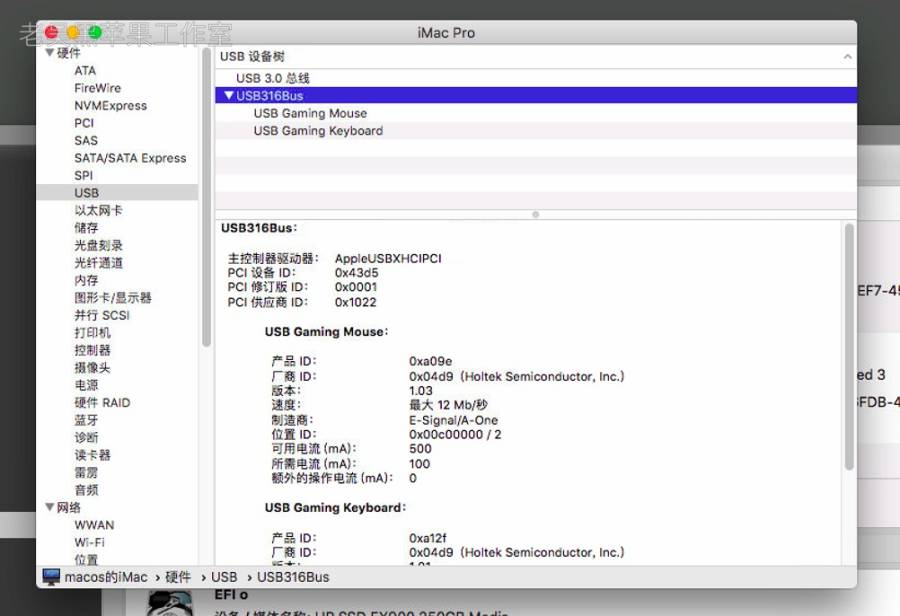 老吴黑苹果工作室
iMac Pro
硬件
ATA
FireWire
NVMExpress
PCI
SAS
SATA/SATA Express
SPI
USB
以太网卡
储存
光盘刻录
光纤通道
内存
图形卡/显示器
并行 SCSI
打印机
控制器
摄像头
电源
硬件 RAID
蓝牙
诊断
读卡器
雷雳
音频
网络
WWAN
Wi-Fi
位置
USB 设备树
USB 3.0 总线
USB316Bus
USB Gaming Mouse
USB Gaming Keyboard
USB316Bus：
主控制器驱动器： AppleUSBXHCIPCI
PCI 设备 ID： 0x43d5
PCI 修订版 ID： 0x0001
PCI 供应商 ID： 0x1022
USB Gaming Mouse：
产品 ID： 0xa09e
厂商 ID： 0x04d9（Holtek Semiconductor, Inc.）
版本： 1.03
速度： 最大 12 Mb/秒
制造商： E-Signal/A-One
位置 ID： 0x00c00000 / 2
可用电流 (mA)： 500
所需电流 (mA)： 100
额外的操作电流 (mA)： 0
USB Gaming Keyboard：
产品 ID： 0xa12f
厂商 ID： 0x04d9（Holtek Semiconductor, Inc.）
macos的iMac › 硬件 › USB › USB316Bus
EF7-45
ed 3
6FDB-4
EFI o